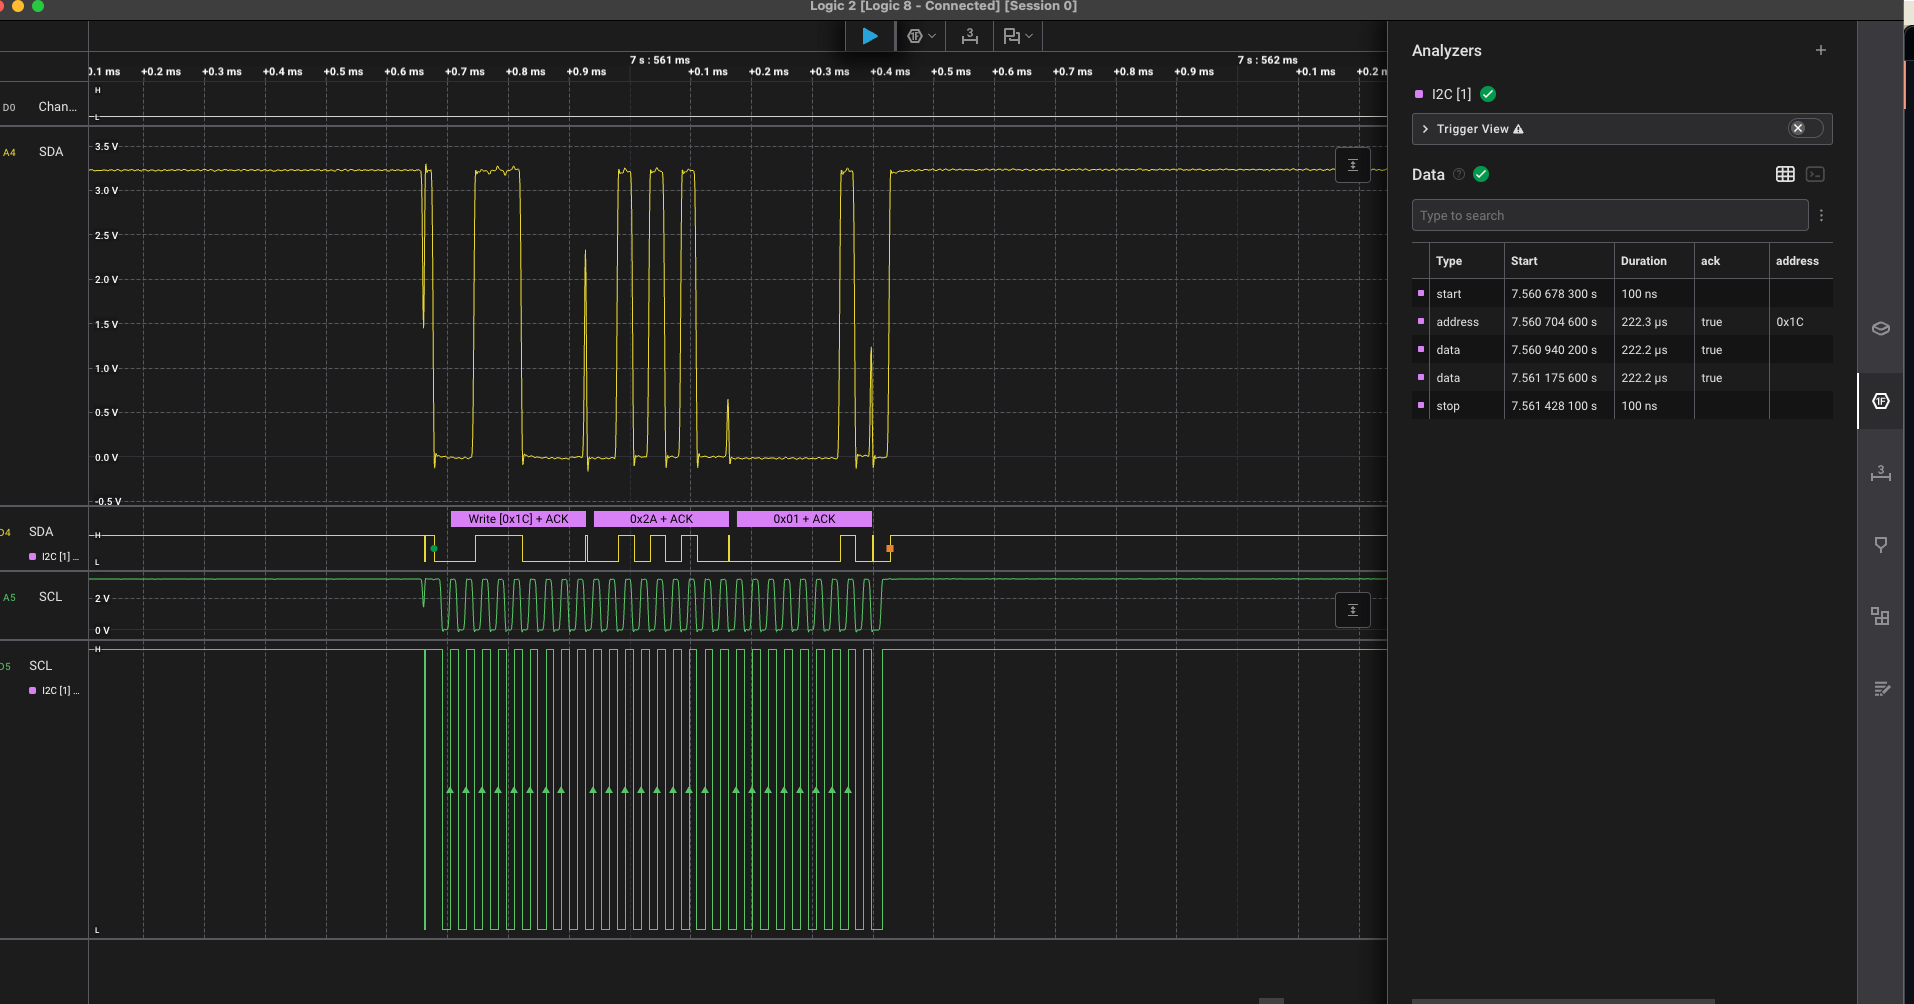 Logic 2 [Logic 8 - Connected] [Session 0]
7 s : 561 ms
7 s : 562 ms
0.1 ms +0.2 ms +0.3 ms +0.4 ms +0.5 ms +0.6 ms +0.7 ms +0.8 ms +0.9 ms +0.1 ms +0.2 ms +0.3 ms +0.4 ms +0.5 ms +0.6 ms +0.7 ms +0.8 ms +0.9 ms +0.1 ms
D0 Chan...
H
L
A4 SDA
3.5 V
3.0 V
2.5 V
2.0 V
1.5 V
1.0 V
0.5 V
0.0 V
-0.5 V
D4 SDA
I2C [1] ...
H
L
Write [0x1C] + ACK
0x2A + ACK
0x01 + ACK
A5 SCL
2 V
0 V
D5 SCL
I2C [1] ...
H
L
Analyzers
I2C [1]
Trigger View
Data
Type to search
Type Start Duration ack address
start 7.560 678 300 s 100 ns
address 7.560 704 600 s 222.3 µs true 0x1C
data 7.560 940 200 s 222.2 µs true
data 7.561 175 600 s 222.2 µs true
stop 7.561 428 100 s 100 ns
1F
3
1F
3